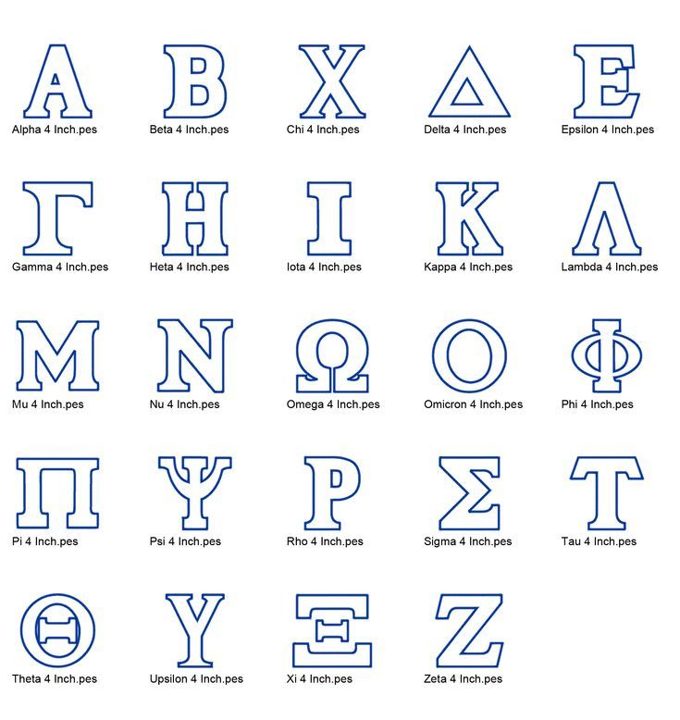 Α Β Χ Δ Ε
Alpha 4 Inch.pes Beta 4 Inch.pes Chi 4 Inch.pes Delta 4 Inch.pes Epsilon 4 Inch.pes
Γ Η Ι Κ Λ
Gamma 4 Inch.pes Heta 4 Inch.pes Iota 4 Inch.pes Kappa 4 Inch.pes Lambda 4 Inch.pes
Μ Ν Ω Ο Φ
Mu 4 Inch.pes Nu 4 Inch.pes Omega 4 Inch.pes Omicron 4 Inch.pes Phi 4 Inch.pes
Π Ψ Ρ Σ Τ
Pi 4 Inch.pes Psi 4 Inch.pes Rho 4 Inch.pes Sigma 4 Inch.pes Tau 4 Inch.pes
Θ Υ Ξ Ζ
Theta 4 Inch.pes Upsilon 4 Inch.pes Xi 4 Inch.pes Zeta 4 Inch.pes